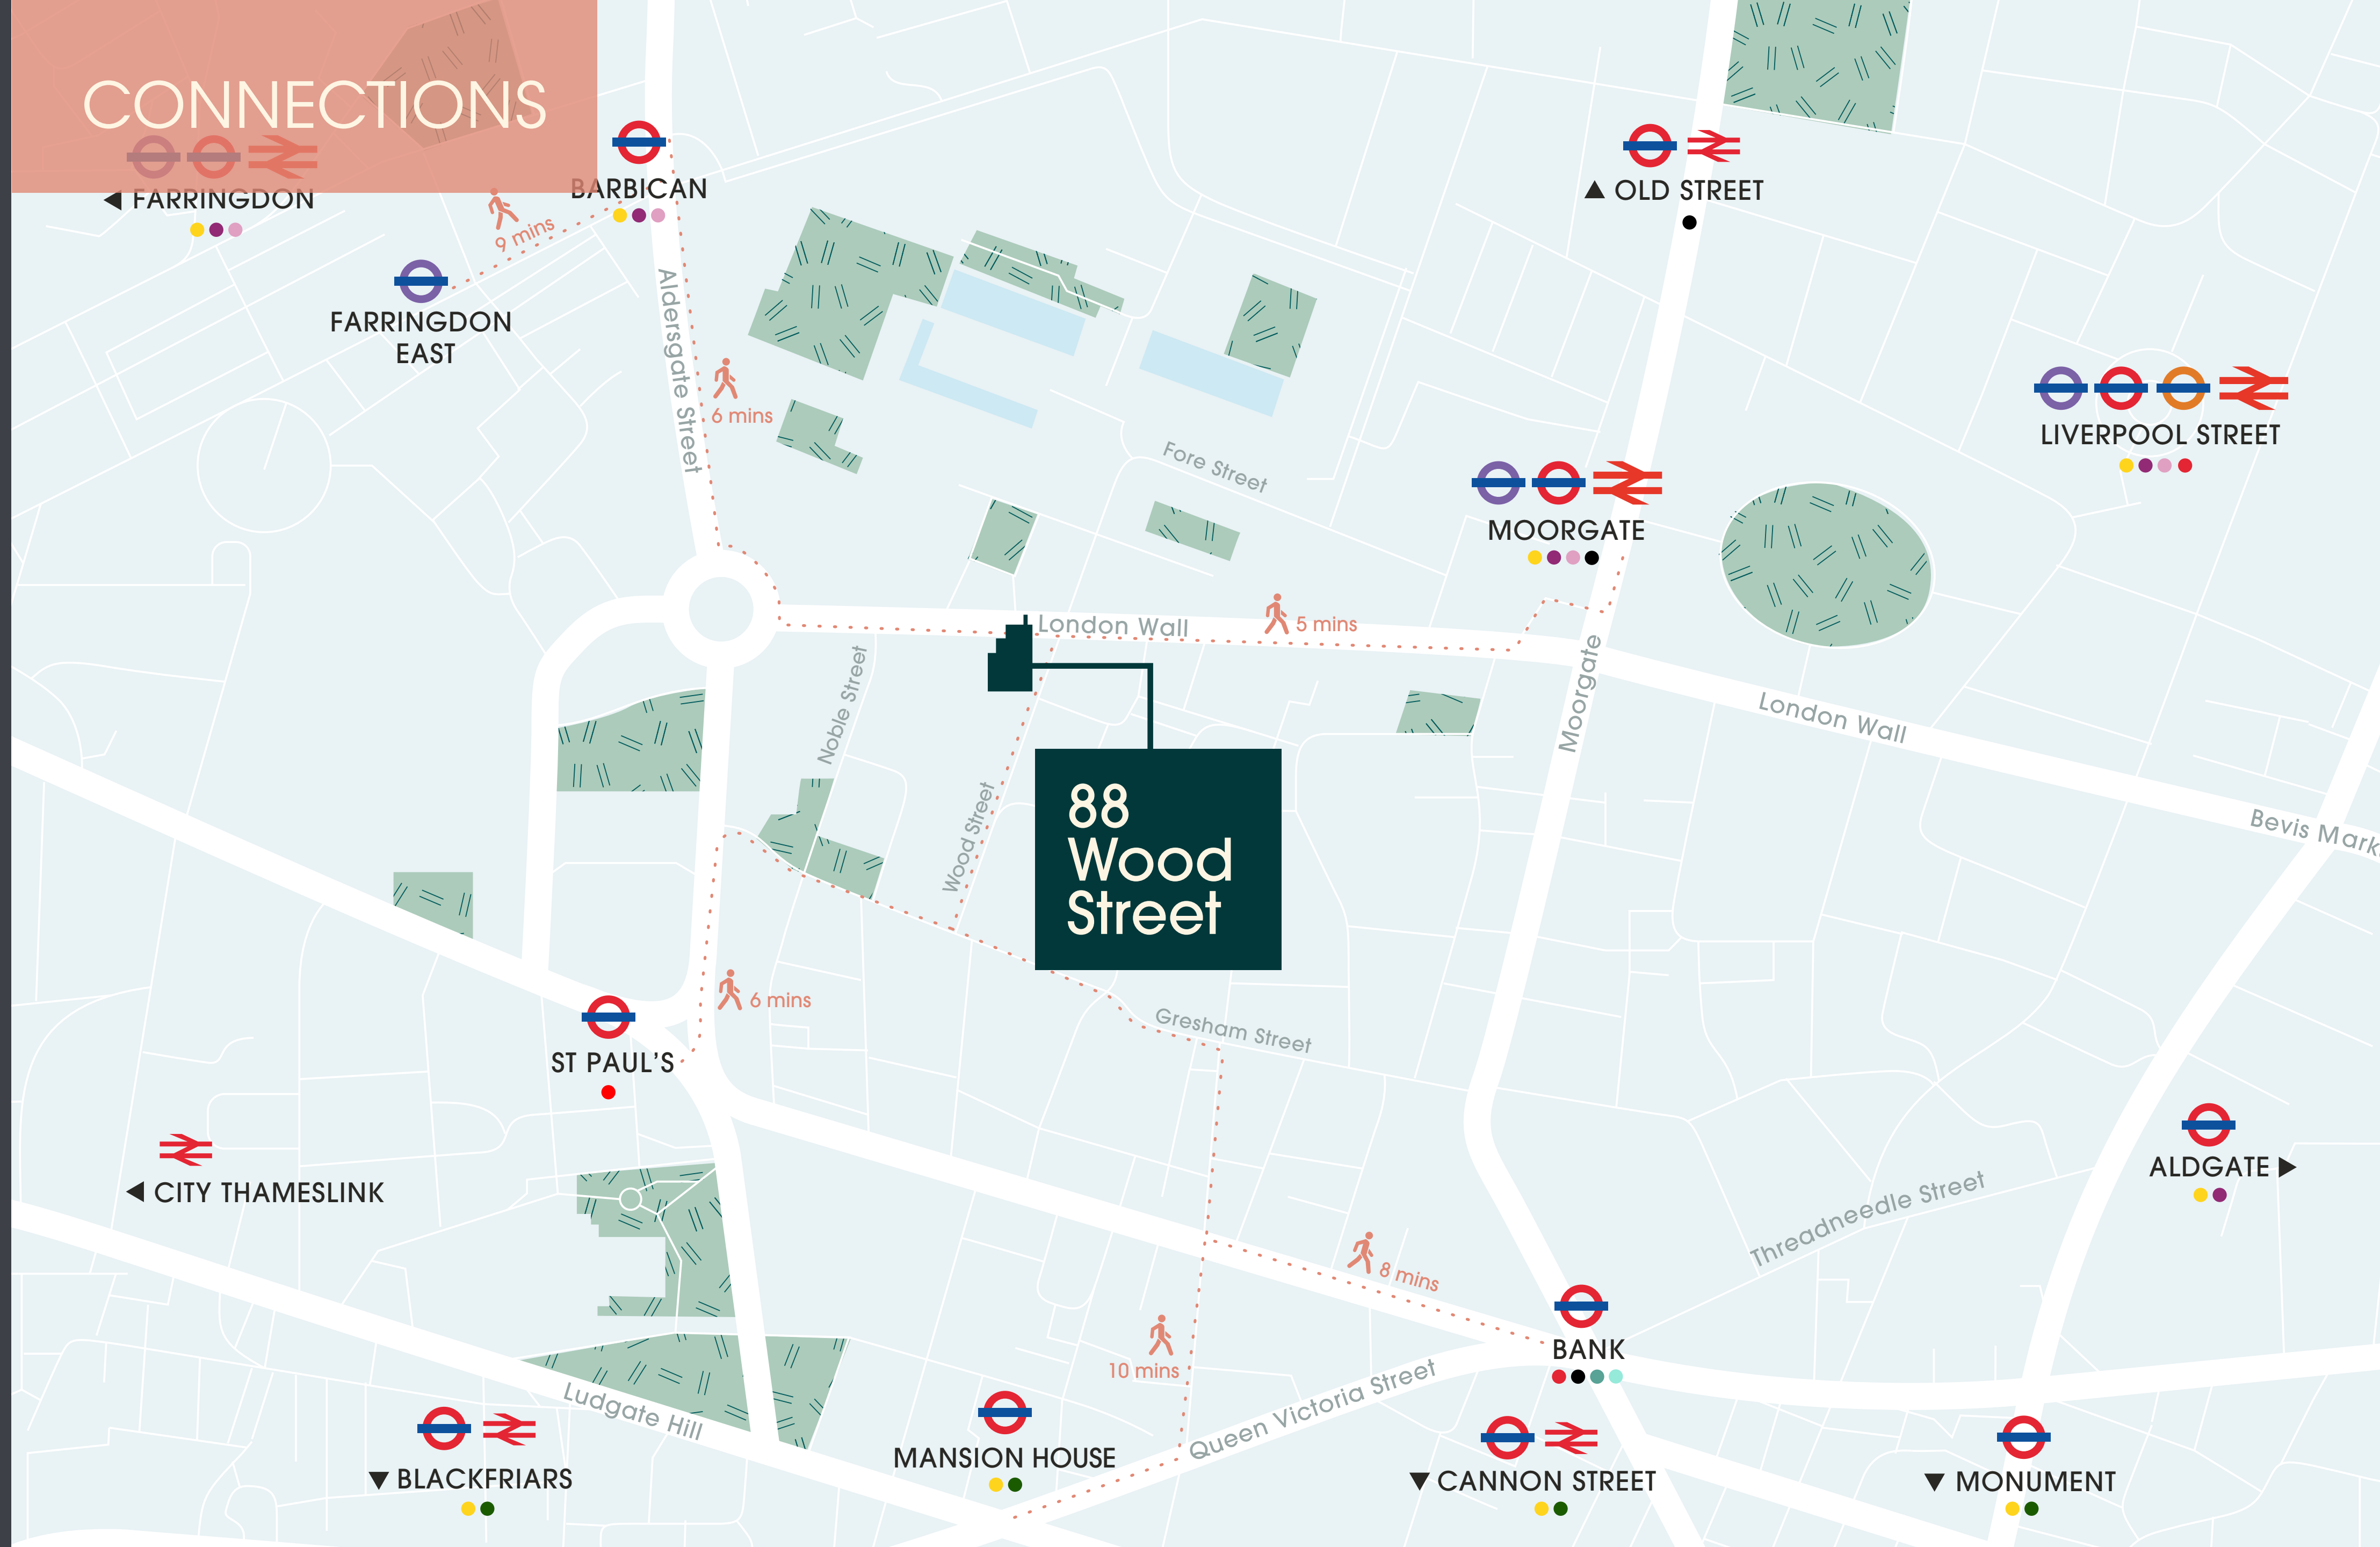 CONNECTIONS
FARRINGDON
9 mins
BARBICAN
OLD STREET
FARRINGDON
EAST
Aldersgate Street
6 mins
LIVERPOOL STREET
Fore Street
MOORGATE
London Wall
5 mins
Noble Street
Moorgate
London Wall
Wood Street
88
Wood
Street
Bevis Mark
6 mins
ST PAUL'S
Gresham Street
CITY THAMESLINK
ALDGATE
Threadneedle Street
8 mins
10 mins
BANK
Ludgate Hill
Queen Victoria Street
BLACKFRIARS
MANSION HOUSE
CANNON STREET
MONUMENT